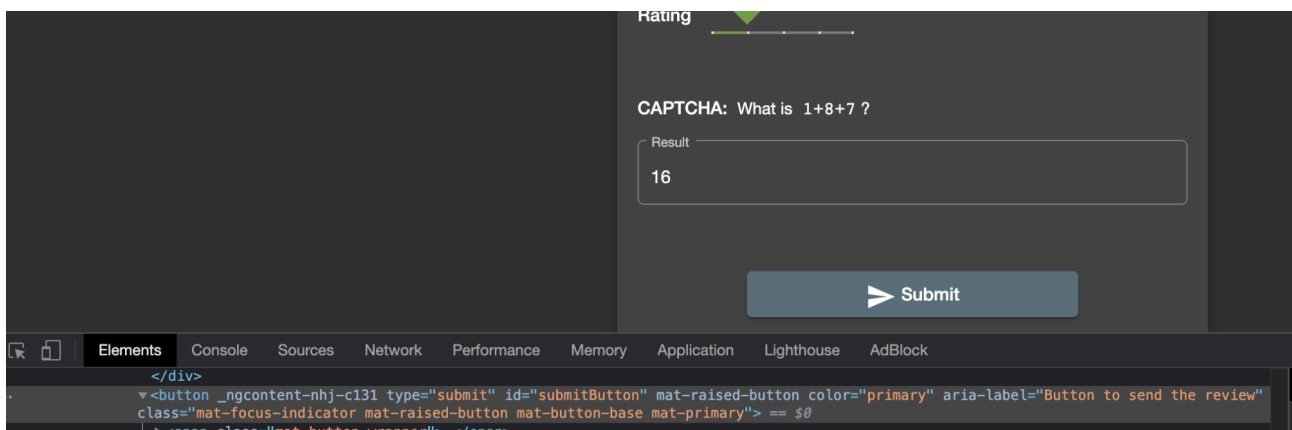 Rating
CAPTCHA: What is 1+8+7 ?
Result
16
Submit
Elements Console Sources Network Performance Memory Application Lighthouse AdBlock
</div>
▼<button _ngcontent-nhj-c131 type="submit" id="submitButton" mat-raised-button color="primary" aria-label="Button to send the review"
class="mat-focus-indicator mat-raised-button mat-button-base mat-primary"> == $0